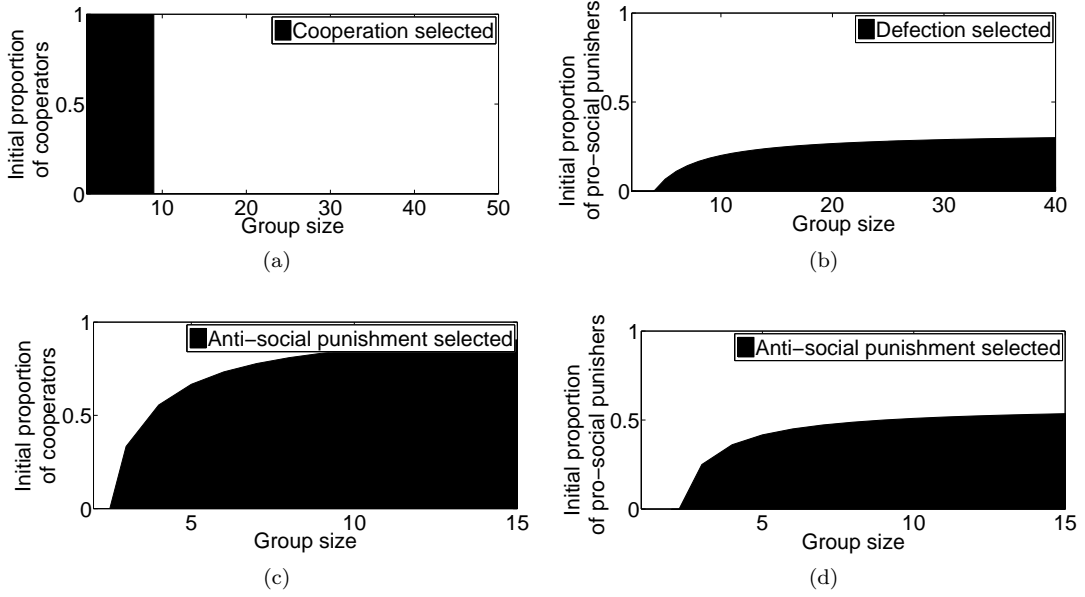 Initial proportion
of cooperators
1
0.5
0
Cooperation selected
10 20 30 40 50
Group size
(a)
Initial proportion
of pro-social punishers
1
0.5
0
Defection selected
10 20 30 40
Group size
(b)
Initial proportion
of cooperators
1
0.5
0
Anti-social punishment selected
5 10 15
Group size
(c)
Initial proportion
of pro-social punishers
1
0.5
0
Anti-social punishment selected
5 10 15
Group size
(d)